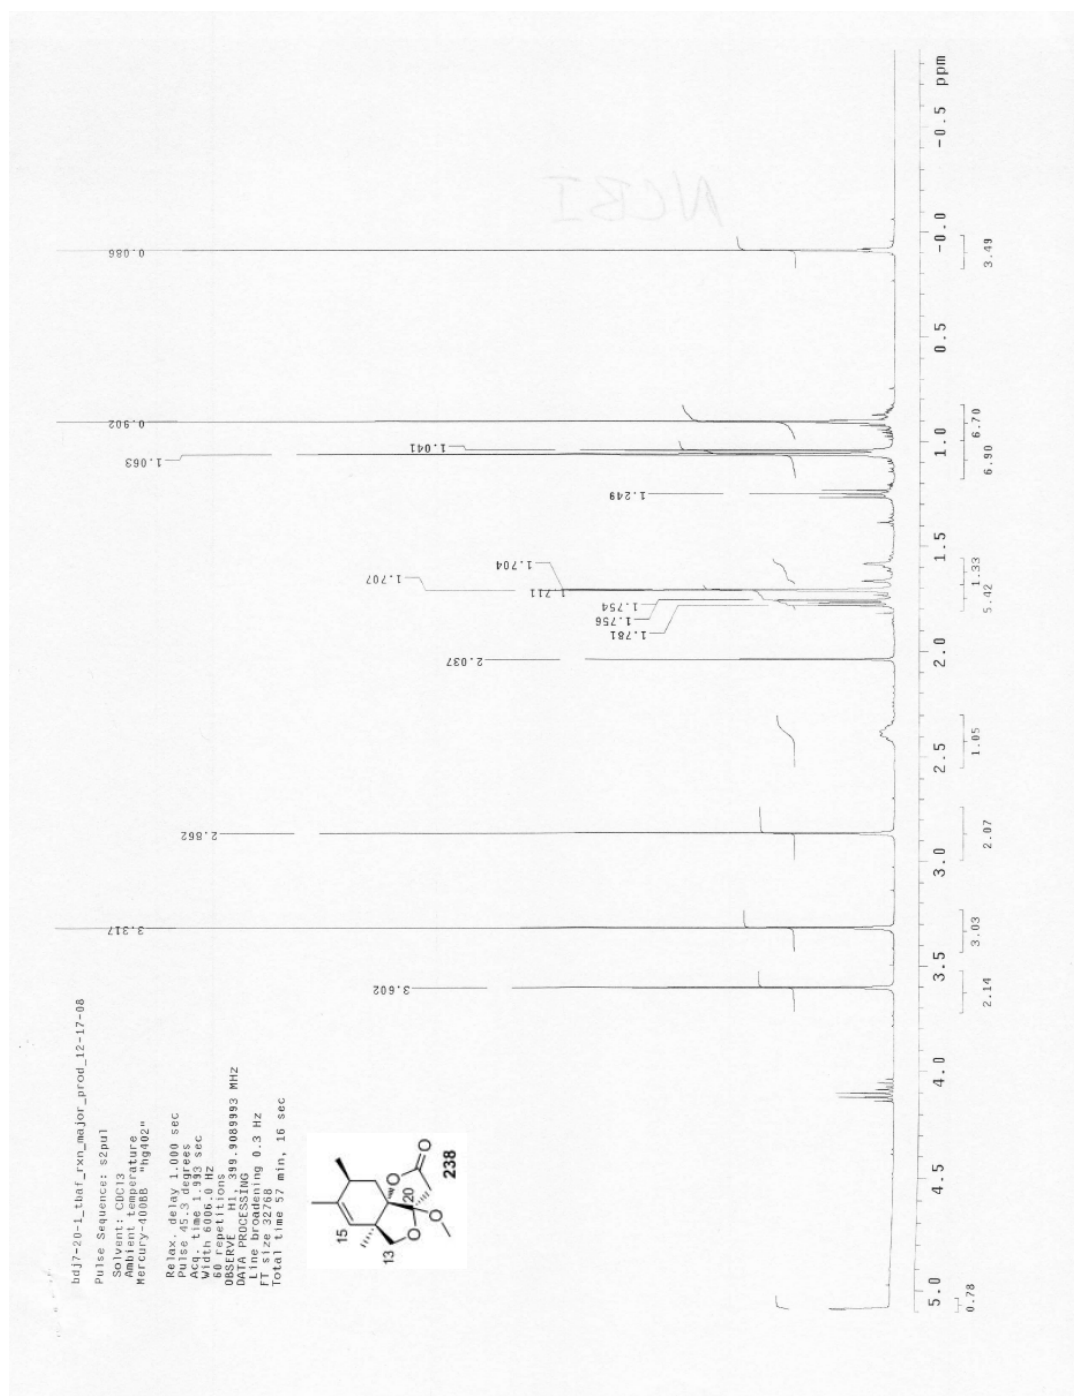 bdj7-20-1_tbaf_rxn_major_prod_12-17-08
Pulse Sequence: s2pul
Solvent: CDCl3
Ambient temperature
Mercury-400BB "hg402"
Relax. delay 1.000 sec
Pulse 45.3 degrees
Acq. time 1.993 sec
Width 6006.0 Hz
60 repetitions
OBSERVE H1, 399.9089993 MHz
DATA PROCESSING
Line broadening 0.3 Hz
FT size 32768
Total time 57 min, 16 sec
15
13
20
O
O
O
O
238
3.602
3.317
2.862
2.037
1.781
1.756
1.754
1.711
1.707
1.704
1.249
1.063
1.041
0.902
0.086
5.0 4.5 4.0 3.5 3.0 2.5 2.0 1.5 1.0 0.5 -0.0 -0.5 ppm
0.78 2.14 3.03 2.07 1.05 5.42 1.33 6.90 6.70 3.49